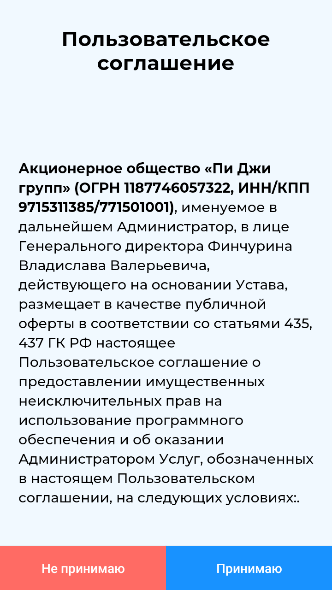 Пользовательское
соглашение
Акционерное общество «Пи Джи
групп» (ОГРН 1187746057322, ИНН/КПП
9715311385/771501001), именуемое в
дальнейшем Администратор, в лице
Генерального директора Финчурина
Владислава Валерьевича,
действующего на основании Устава,
размещает в качестве публичной
оферты в соответствии со статьями 435,
437 ГК РФ настоящее
Пользовательское соглашение о
предоставлении имущественных
неисключительных прав на
использование программного
обеспечения и об оказании
Администратором Услуг, обозначенных
в настоящем Пользовательском
соглашении, на следующих условиях:.
Не принимаю
Принимаю